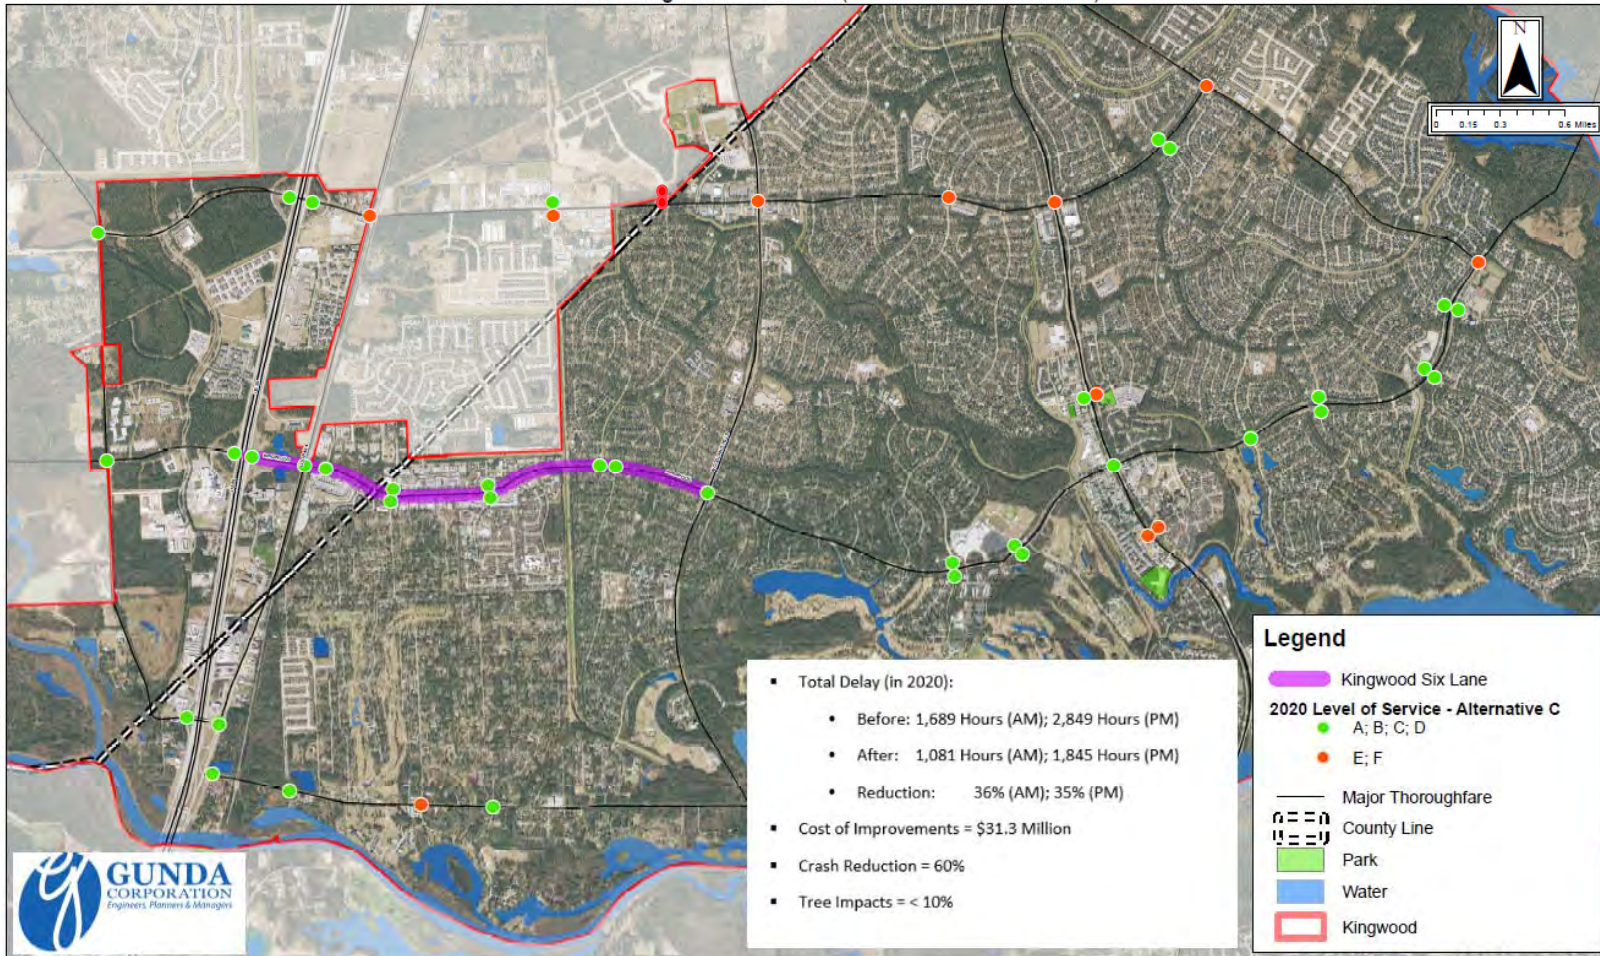 N
0 0.15 0.3 0.6 Miles
▪ Total Delay (in 2020):
• Before: 1,689 Hours (AM); 2,849 Hours (PM)
• After: 1,081 Hours (AM); 1,845 Hours (PM)
• Reduction: 36% (AM); 35% (PM)
▪ Cost of Improvements = $31.3 Million
▪ Crash Reduction = 60%
▪ Tree Impacts = < 10%
Legend
Kingwood Six Lane
2020 Level of Service - Alternative C
A; B; C; D
E; F
Major Thoroughfare
County Line
Park
Water
Kingwood
GUNDA
CORPORATION
Engineers, Planners & Managers